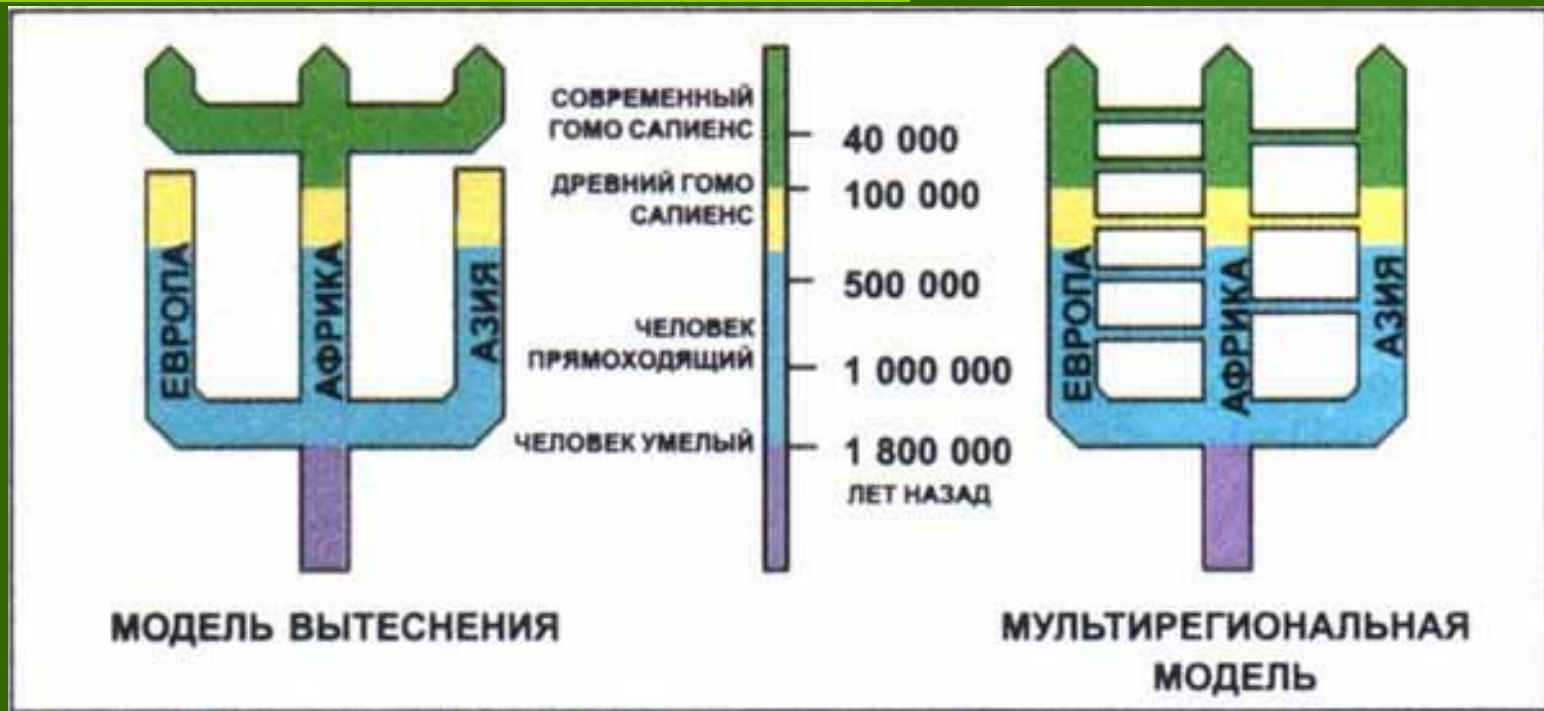 ЕВРОПА
АФРИКА
АЗИЯ
МОДЕЛЬ ВЫТЕСНЕНИЯ
СОВРЕМЕННЫЙ
ГОМО САПИЕНС
ДРЕВНИЙ ГОМО
САПИЕНС
ЧЕЛОВЕК
ПРЯМОХОДЯЩИЙ
ЧЕЛОВЕК УМЕЛЫЙ
40 000
100 000
500 000
1 000 000
1 800 000
ЛЕТ НАЗАД
ЕВРОПА
АФРИКА
АЗИЯ
МУЛЬТИРЕГИОНАЛЬНАЯ
МОДЕЛЬ